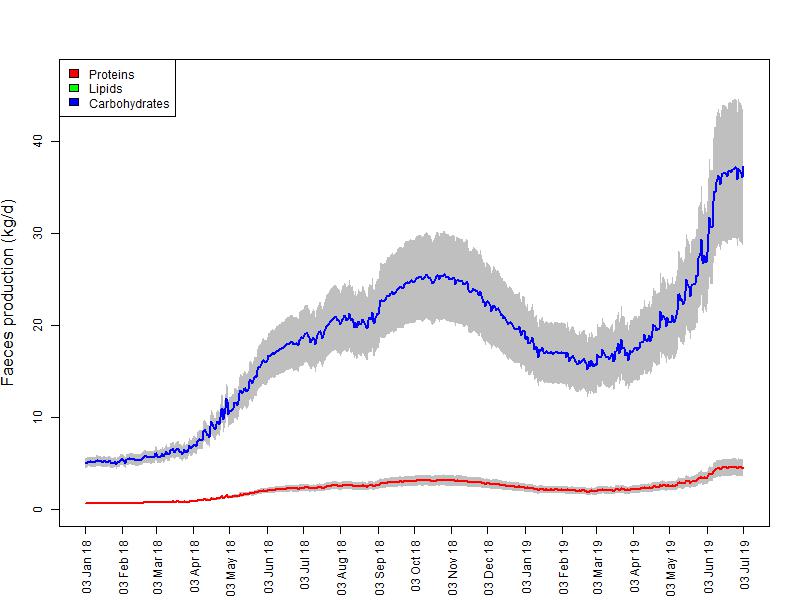 Proteins
Lipids
Carbohydrates
Faeces production (kg/d)
40
30
20
10
0
03 Jan 18
03 Feb 18
03 Mar 18
03 Apr 18
03 May 18
03 Jun 18
03 Jul 18
03 Aug 18
03 Sep 18
03 Oct 18
03 Nov 18
03 Dec 18
03 Jan 19
03 Feb 19
03 Mar 19
03 Apr 19
03 May 19
03 Jun 19
03 Jul 19